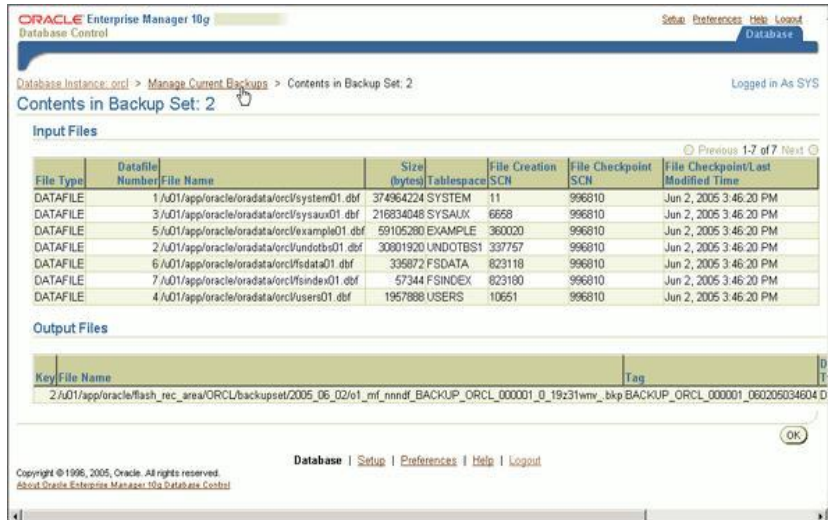 ORACLE Enterprise Manager 10g
Database Control
Setup Preferences Help Logout
Database
Database Instance: orcl > Manage Current Backups > Contents in Backup Set: 2
Logged in As SYS
Contents in Backup Set: 2
Input Files
Previous 1-7 of 7 Next
File Type Datafile Number File Name Size (bytes) Tablespace File Creation SCN File Checkpoint SCN File Checkpoint/Last Modified Time
DATAFILE 1 /u01/app/oracle/oradata/orcl/system01.dbf 374964224 SYSTEM 11 996810 Jun 2, 2005 3:46:20 PM
DATAFILE 3 /u01/app/oracle/oradata/orcl/sysaux01.dbf 216834048 SYSAUX 6658 996810 Jun 2, 2005 3:46:20 PM
DATAFILE 5 /u01/app/oracle/oradata/orcl/example01.dbf 59105280 EXAMPLE 360020 996810 Jun 2, 2005 3:46:20 PM
DATAFILE 2 /u01/app/oracle/oradata/orcl/undotbs01.dbf 30801920 UNDOTBS1 337757 996810 Jun 2, 2005 3:46:20 PM
DATAFILE 6 /u01/app/oracle/oradata/orcl/fsdata01.dbf 335872 FSDATA 823118 996810 Jun 2, 2005 3:46:20 PM
DATAFILE 7 /u01/app/oracle/oradata/orcl/fsindex01.dbf 57344 FSINDEX 823180 996810 Jun 2, 2005 3:46:20 PM
DATAFILE 4 /u01/app/oracle/oradata/orcl/users01.dbf 1957888 USERS 10651 996810 Jun 2, 2005 3:46:20 PM
Output Files
Key File Name Tag D T
2 /u01/app/oracle/flash_rec_area/ORCL/backupset/2005_06_02/o1_mf_nnndf_BACKUP_ORCL_000001_0_19z31wnv_.bkp BACKUP_ORCL_000001_060205034604 D
OK
Database | Setup | Preferences | Help | Logout
Copyright © 1996, 2005, Oracle. All rights reserved.
About Oracle Enterprise Manager 10g Database Control